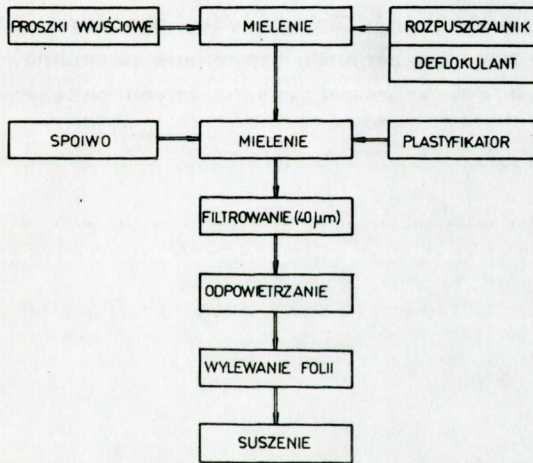 PROSZKI WYJŚCIOWE
MIELENIE
ROZPUSZCZALNIK
DEFLOKULANT
SPOIWO
MIELENIE
PLASTYFIKATOR
FILTROWANIE (40 μm)
ODPOWIETRZANIE
WYLEWANIE FOLII
SUSZENIE